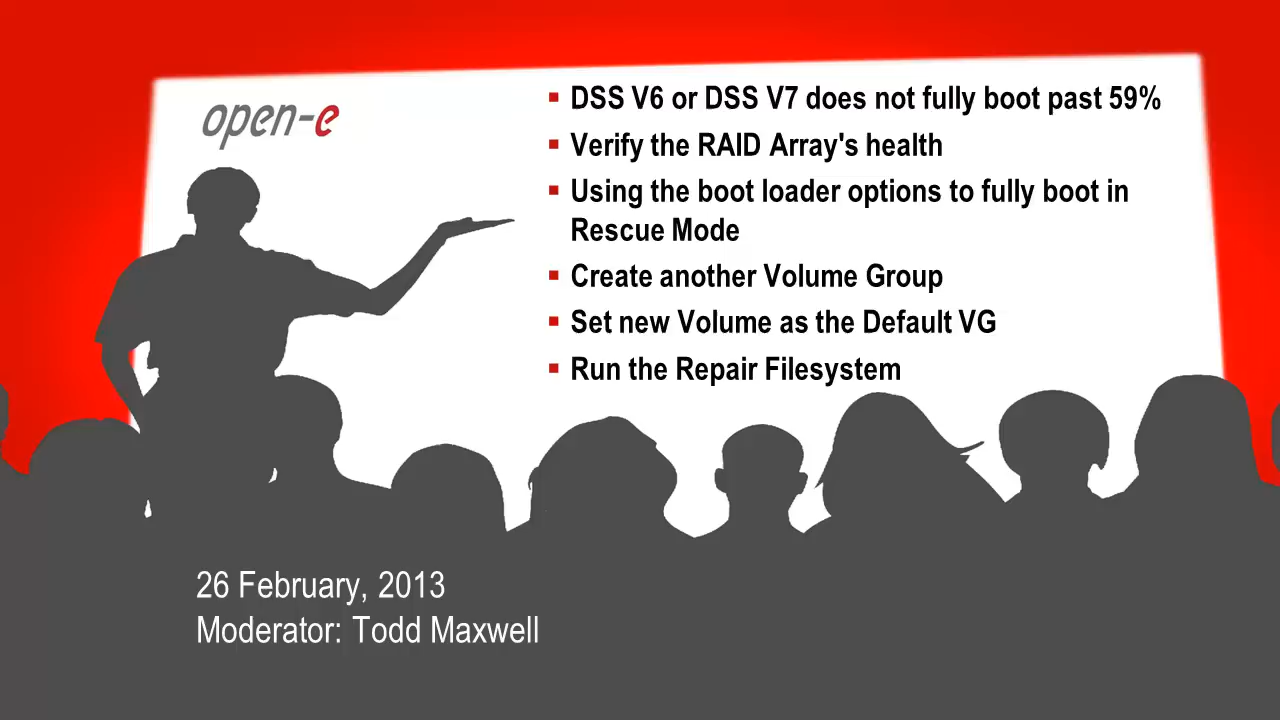 open-e
▪ DSS V6 or DSS V7 does not fully boot past 59%
▪ Verify the RAID Array's health
▪ Using the boot loader options to fully boot in
Rescue Mode
▪ Create another Volume Group
▪ Set new Volume as the Default VG
▪ Run the Repair Filesystem
26 February, 2013
Moderator: Todd Maxwell